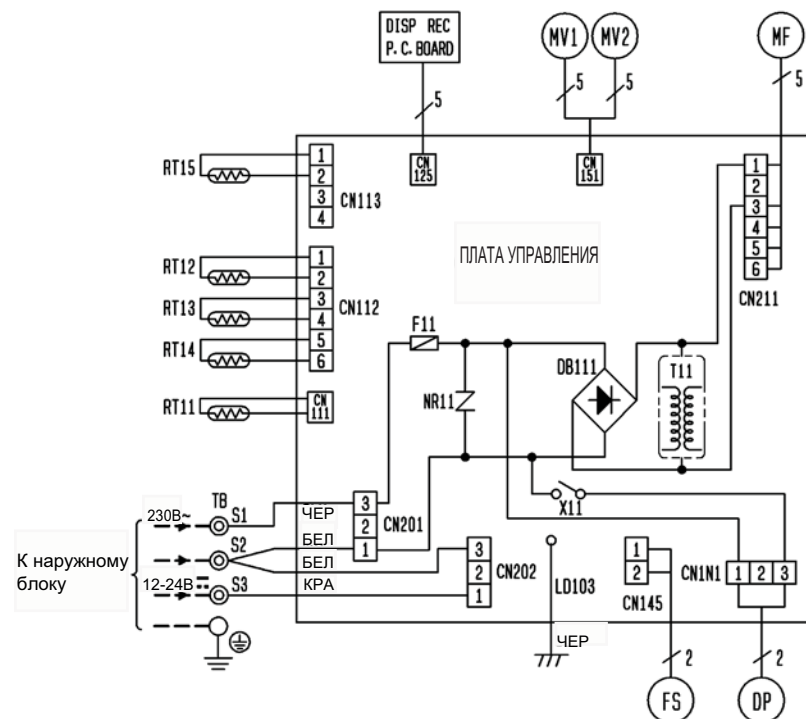 DISP REC
P.C.BOARD
MV1
MV2
MF
5
5
5
5
RT15
1
2
3
4
CN113
CN
125
CN
151
1
2
3
4
5
6
CN211
ПЛАТА УПРАВЛЕНИЯ
RT12
RT13
RT14
1
2
3
4
5
6
CN112
F11
DB111
T11
NR11
RT11
CN
111
X11
230В~
TB
S1
ЧЕР
3
2
1
CN201
К наружному
блоку
S2
БЕЛ
БЕЛ
12-24В
S3
КРА
3
2
1
CN202
LD103
ЧЕР
1
2
CN145
CN1N1
1
2
3
2
2
FS
DP